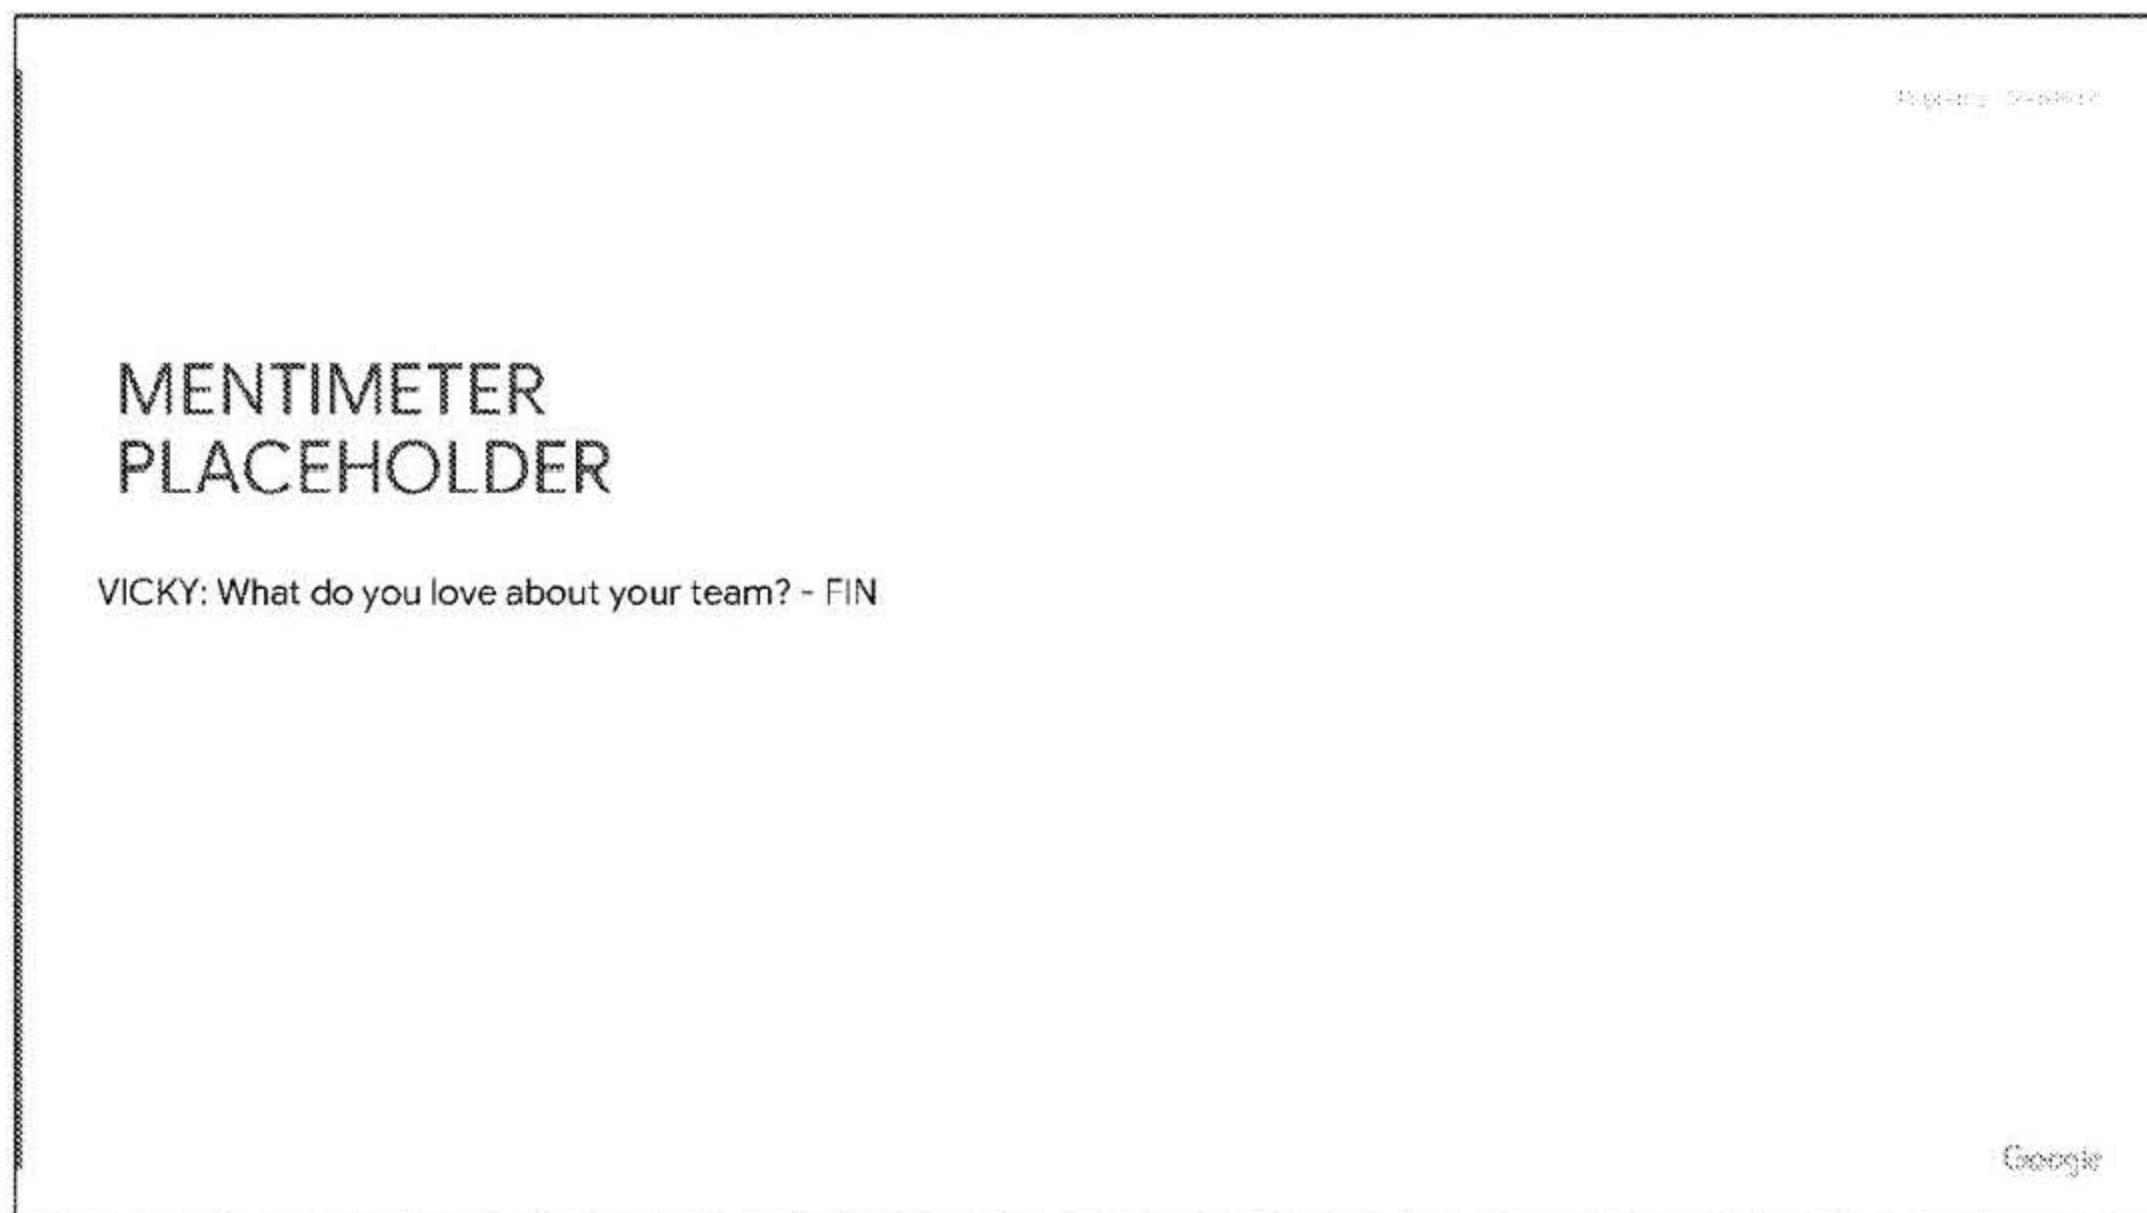 MENTIMETER
PLACEHOLDER
VICKY: What do you love about your team? - FIN
Google